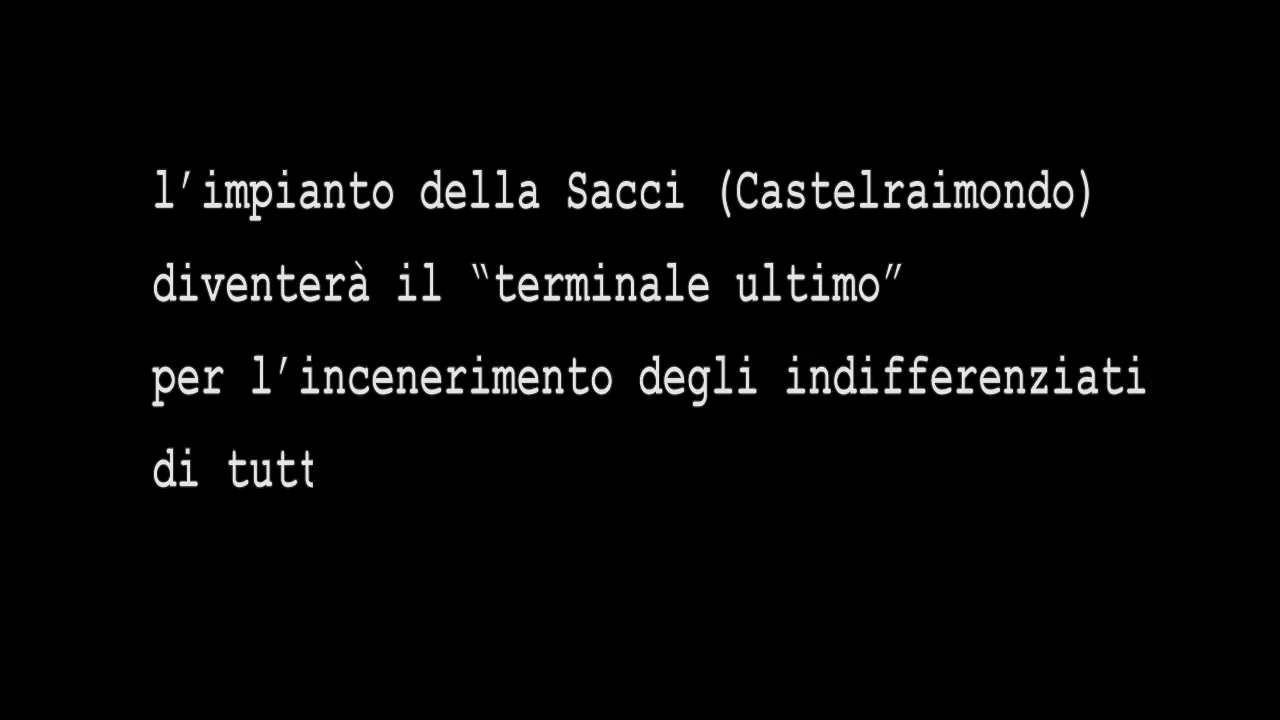 l’impianto della Sacci (Castelraimondo)
diventerà il “terminale ultimo”
per l’incenerimento degli indifferenziati
di tutt